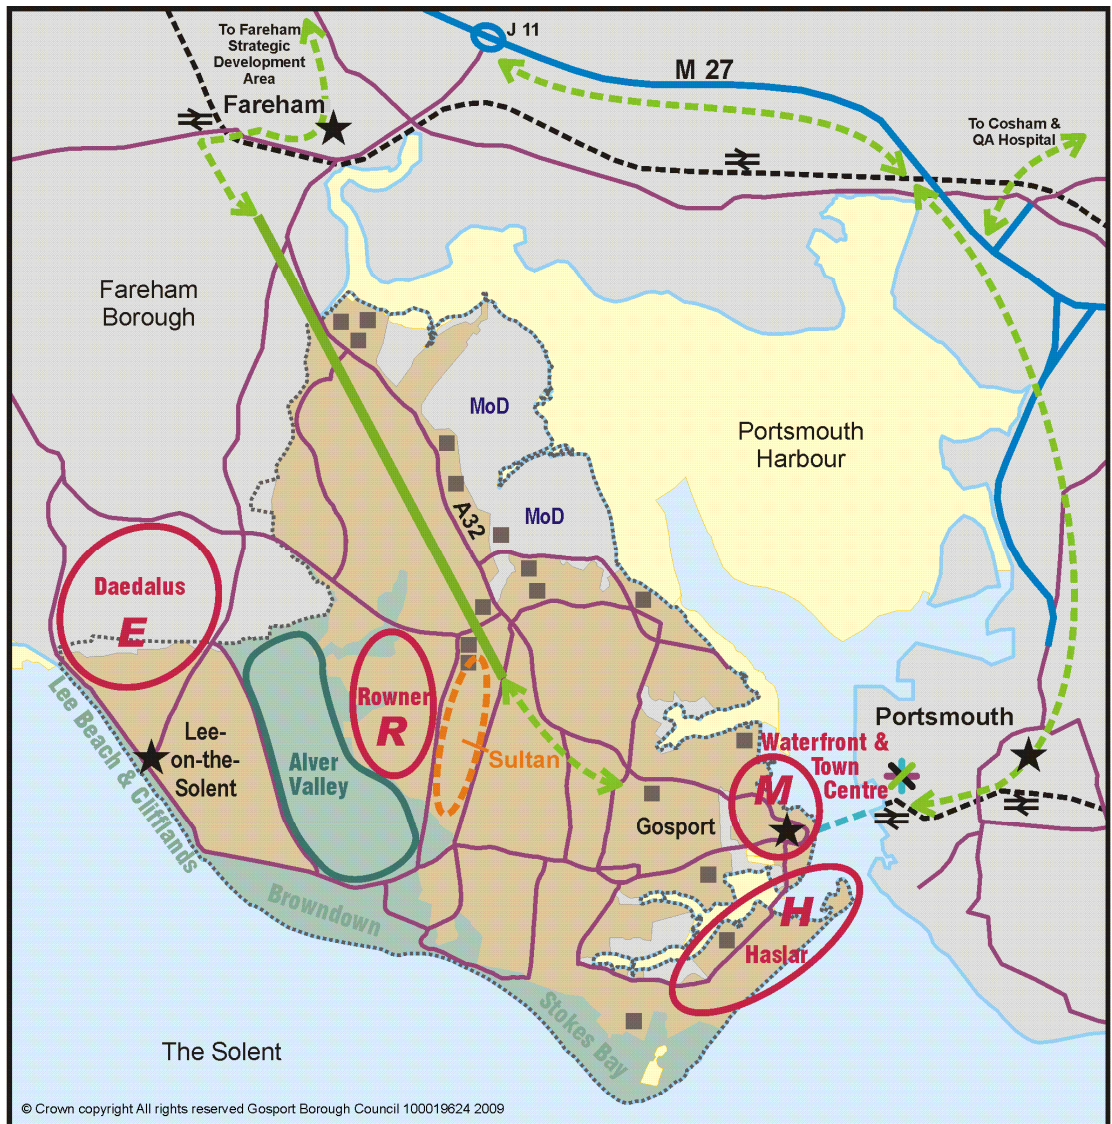 J 11
To Fareham
Strategic
Development
Area
M 27
Fareham
To Cosham &
QA Hospital
Fareham
Borough
MoD
Portsmouth
Harbour
MoD
A32
Daedalus
E
Rowner
R
Lee Beach & Clifflands
Lee-
on-the-
Solent
Alver
Valley
Sultan
Portsmouth
Waterfront &
Town
Centre
M
Gosport
Browndown
H
Haslar
Stokes Bay
The Solent
© Crown copyright All rights reserved Gosport Borough Council 100019624 2009